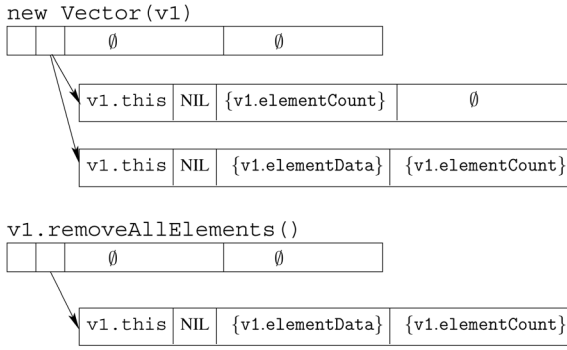 new Vector(v1)
∅ ∅
v1.this NIL {v1.elementCount} ∅
v1.this NIL {v1.elementData} {v1.elementCount}
v1.removeAllElements()
∅ ∅
v1.this NIL {v1.elementData} {v1.elementCount}